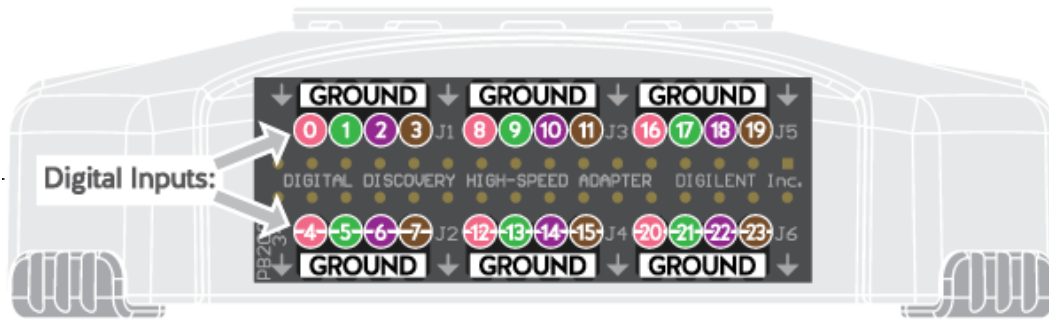 GROUND GROUND GROUND
0 1 2 3 J1 8 9 10 11 J3 16 17 18 19 J5
Digital Inputs:
DIGITAL DISCOVERY HIGH-SPEED ADAPTER DIGILENT Inc.
4 5 6 7 J2 12 13 14 15 J4 20 21 22 23 J6
GROUND GROUND GROUND